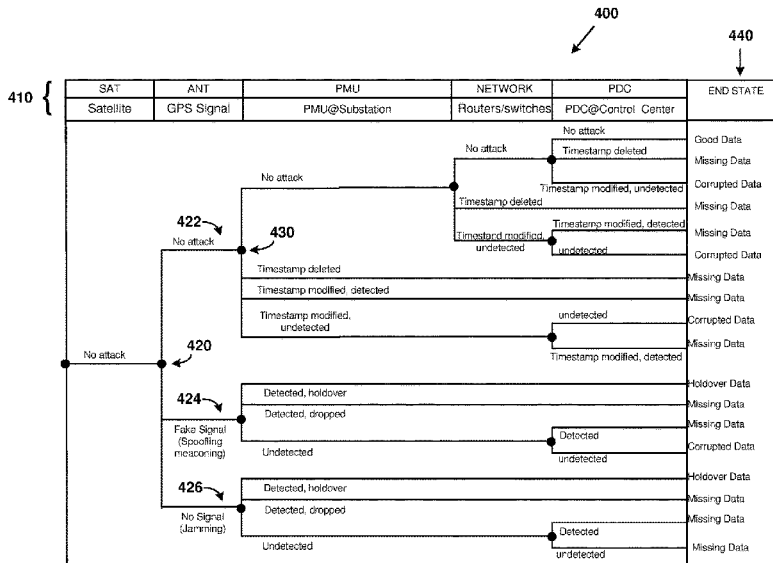 400
440
410 {
SAT ANT PMU NETWORK PDC END STATE
Satellite GPS Signal PMU@Substation Routers/switches PDC@Control Center
No attack
Good Data
Timestamp deleted
No attack
Missing Data
No attack
Timestamp modified, undetected
Corrupted Data
Timestamp deleted
Missing Data
422
430
Timestamp modified, detected
Missing Data
No attack
Timestamd modified,
undetected
undetected
Corrupted Data
Timestamp deleted
Missing Data
Timestamp modified, detected
Missing Data
Timestamp modified,
undetected
undetected
Corrupted Data
420
Missing Data
No attack
Timestamp modified, detected
424
Holdover Data
Detected, holdover
Missing Data
Detected, dropped
Missing Data
Fake Signal
(Spoofing
meaconing)
Undetected
Detected
Corrupted Data
undetected
426
Holdover Data
Detected, holdover
Missing Data
No Signal
(Jamming)
Detected, dropped
Missing Data
Undetected
Detected
undetected
Missing Data